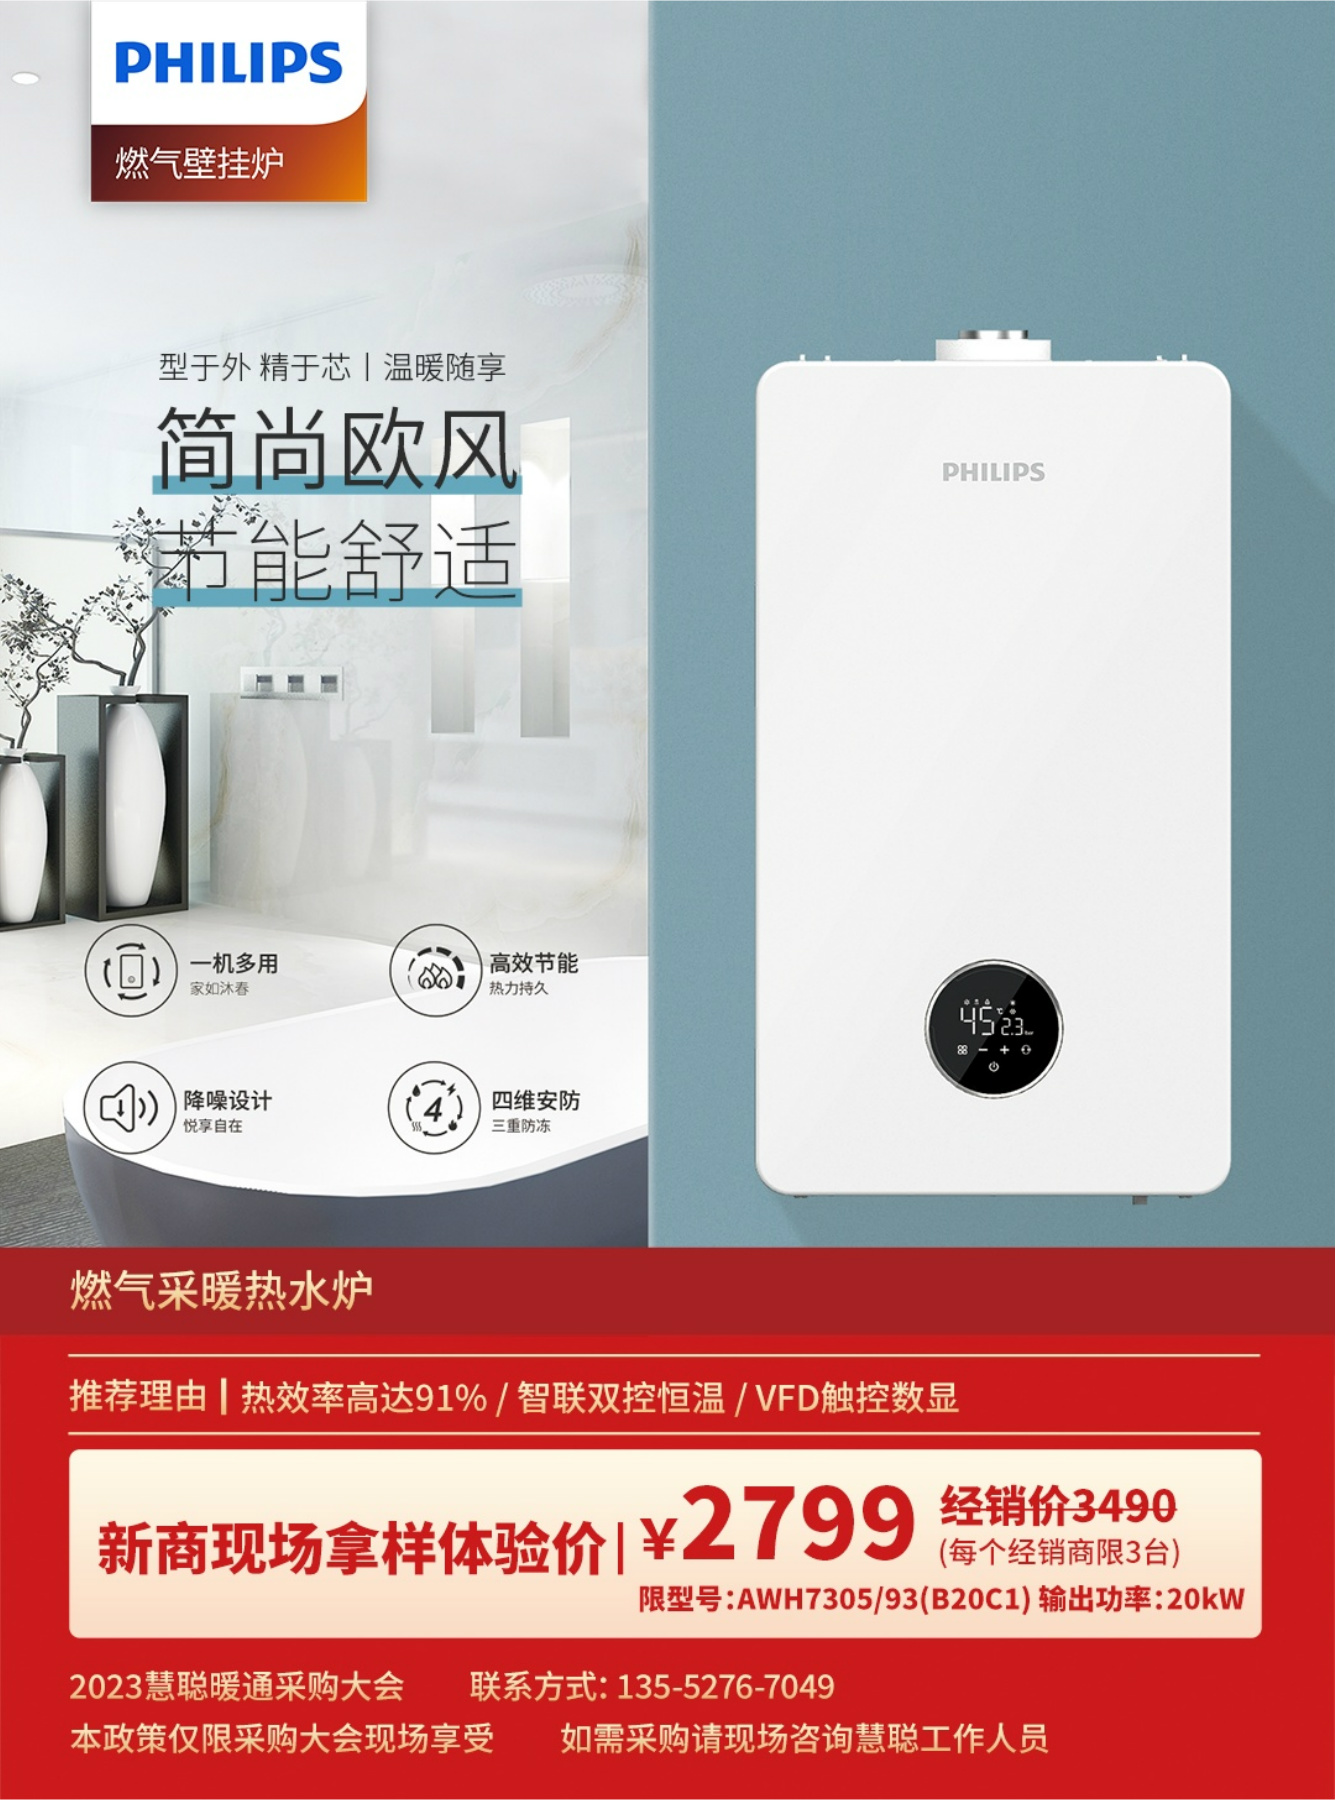 PHILIPS
燃气壁挂炉
型于外 精于芯丨温暖随享
简尚欧风
节能舒适
PHILIPS
一机多用
家如沐春
高效节能
热力持久
45℃ 2.3bar
降噪设计
悦享自在
4
四维安防
三重防冻
燃气采暖热水炉
推荐理由 | 热效率高达91% / 智联双控恒温 / VFD触控数显
新商现场拿样体验价 | ¥2799 经销价3490
(每个经销商限3台)
限型号:AWH7305/93(B20C1) 输出功率:20kW
2023慧聪暖通采购大会 联系方式: 135-5276-7049
本政策仅限采购大会现场享受 如需采购请现场咨询慧聪工作人员